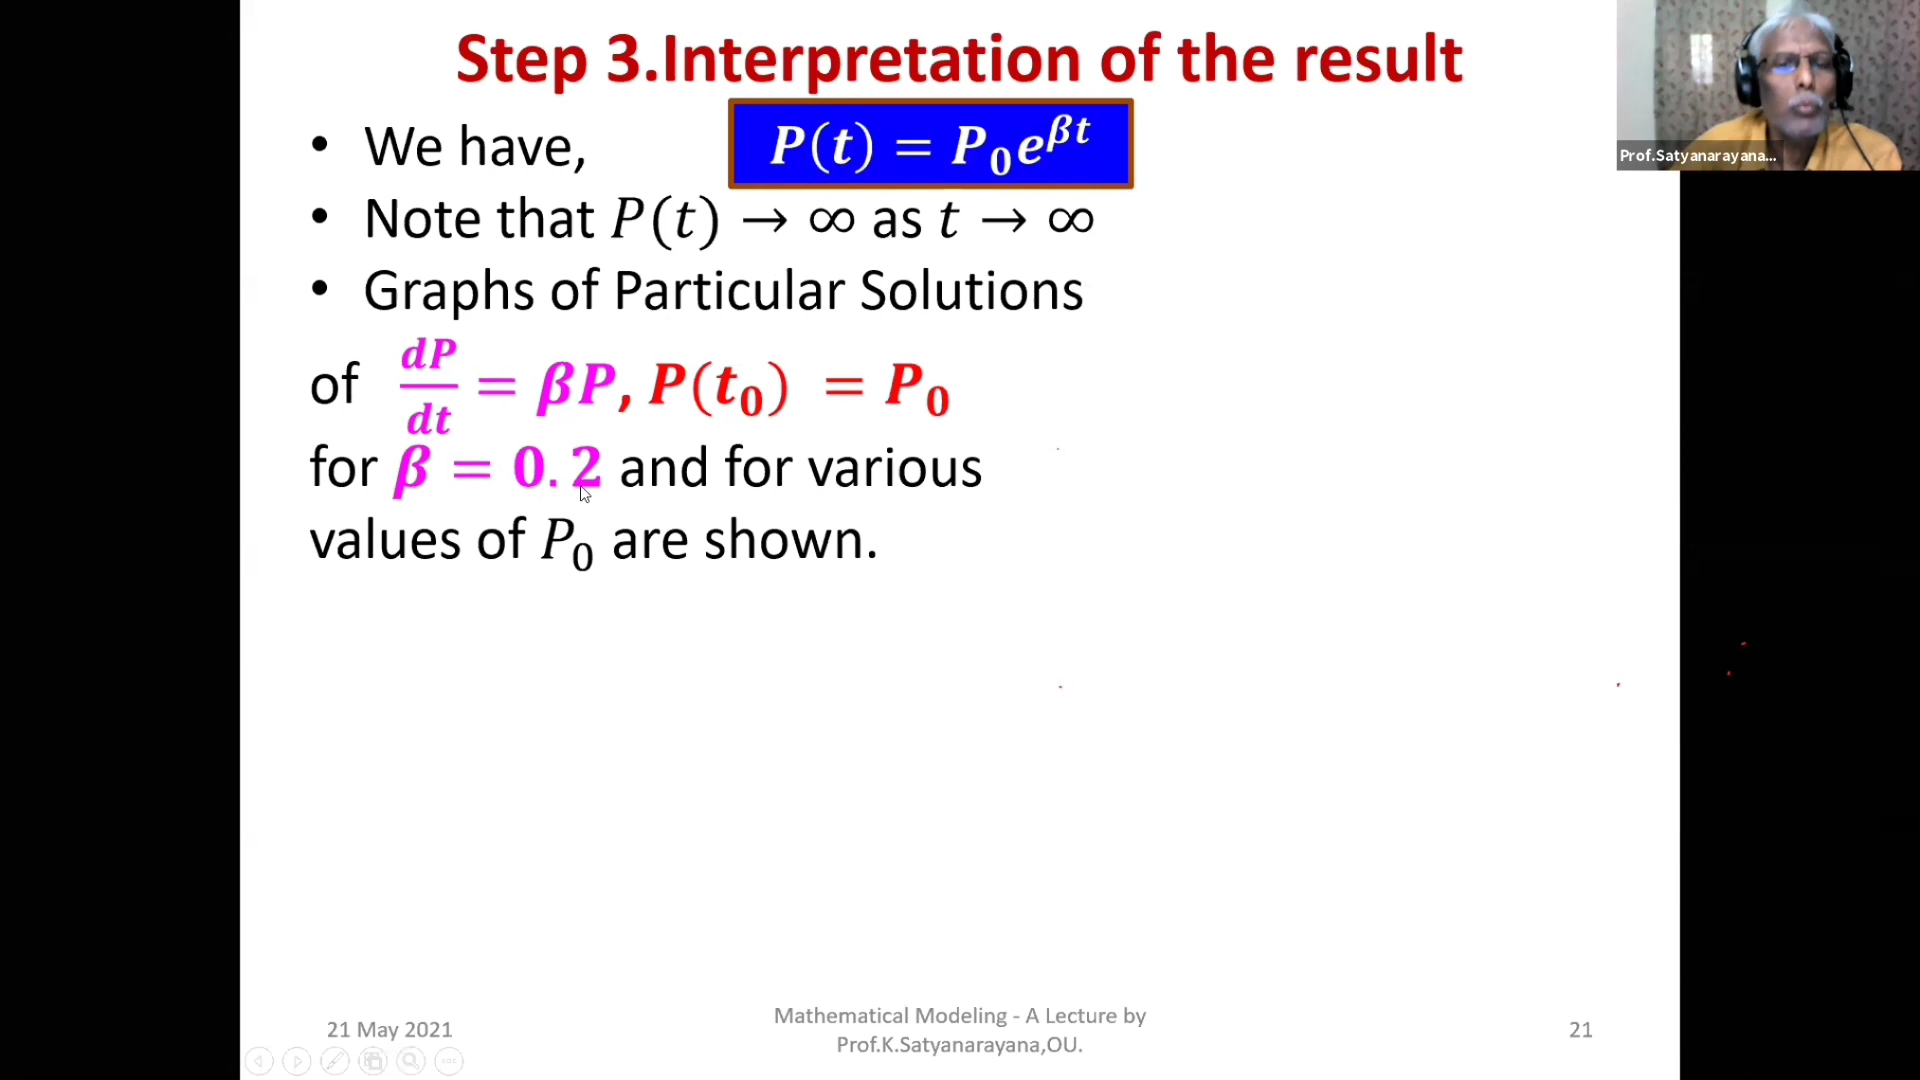 Step 3.Interpretation of the result
• We have, P(t) = P₀e^{βt}
• Note that P(t) → ∞ as t → ∞
• Graphs of Particular Solutions
of dP/dt = βP, P(t₀) = P₀
for β = 0.2 and for various
values of P₀ are shown.
Prof.Satyanarayana...
21 May 2021
Mathematical Modeling - A Lecture by
Prof.K.Satyanarayana,OU.
21